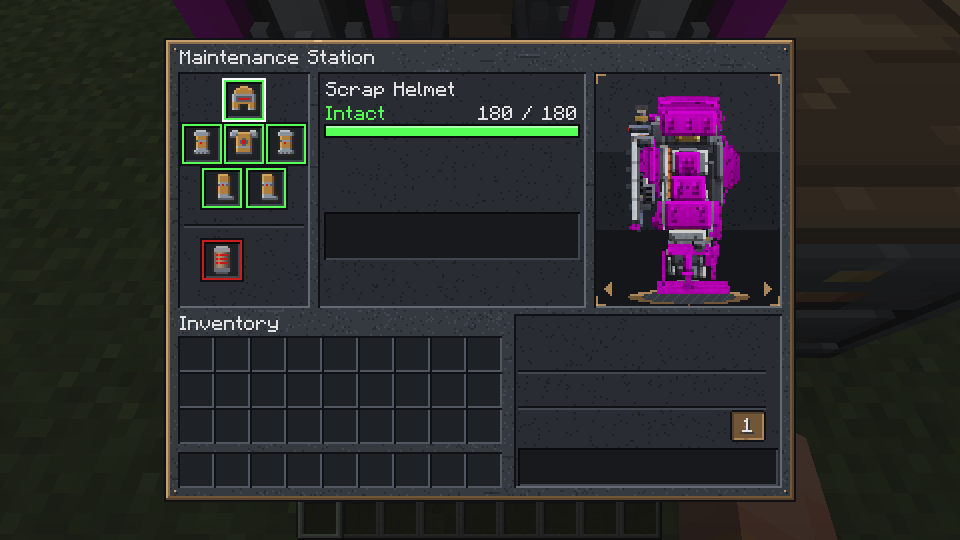 Maintenance Station
Scrap Helmet
Intact 180 / 180
Inventory
1